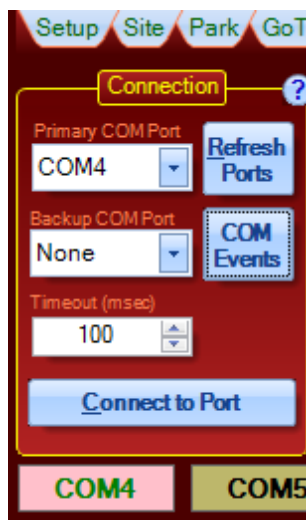 Setup Site Park GoT
Connection ?
Primary COM Port
COM4
Refresh
Ports
Backup COM Port
None
COM
Events
Timeout (msec)
100
Connect to Port
COM4 COM5